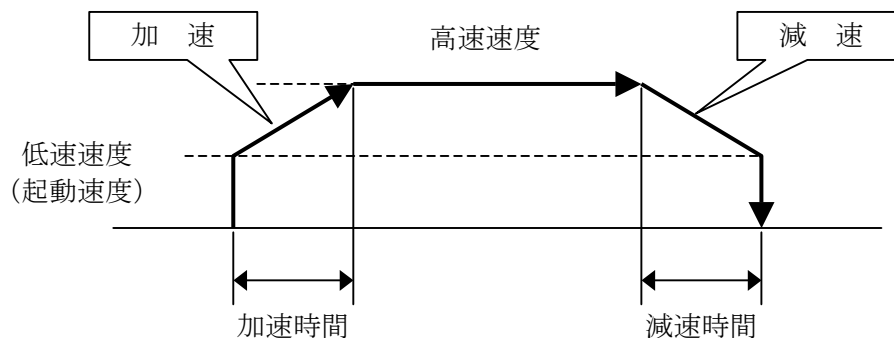 加　速
高速速度
減　速
低速速度
（起動速度）
加速時間
減速時間